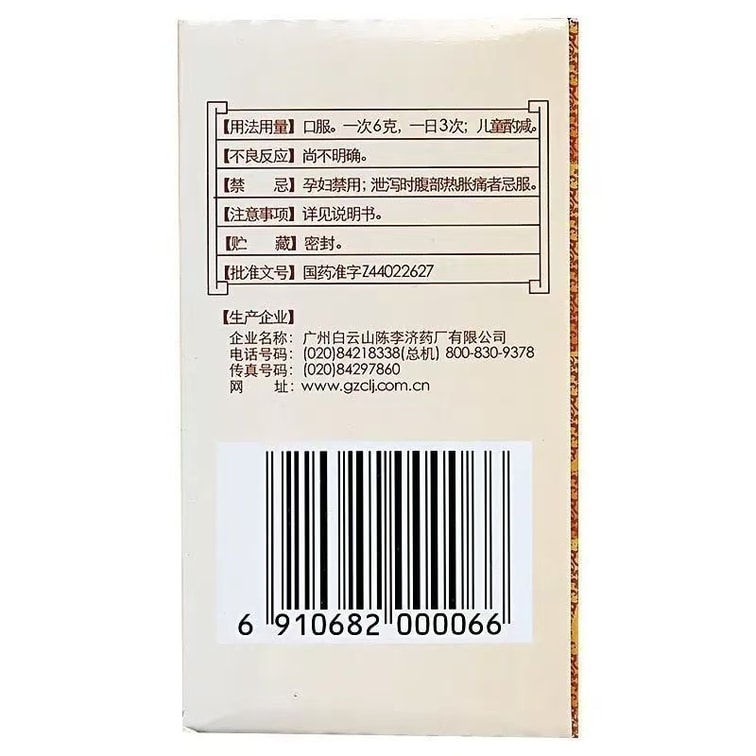 【用法用量】口服。一次6克，一日3次；儿童酌减。
【不良反应】尚不明确。
【禁 忌】孕妇禁用；泄泻时腹部热胀痛者忌服。
【注意事项】详见说明书。
【贮 藏】密封。
【批准文号】国药准字Z44022627
【生产企业】
企业名称：广州白云山陈李济药厂有限公司
电话号码：(020)84218338(总机) 800-830-9378
传真号码：(020)84297860
网 址：www.gzclj.com.cn
6 910682 000066